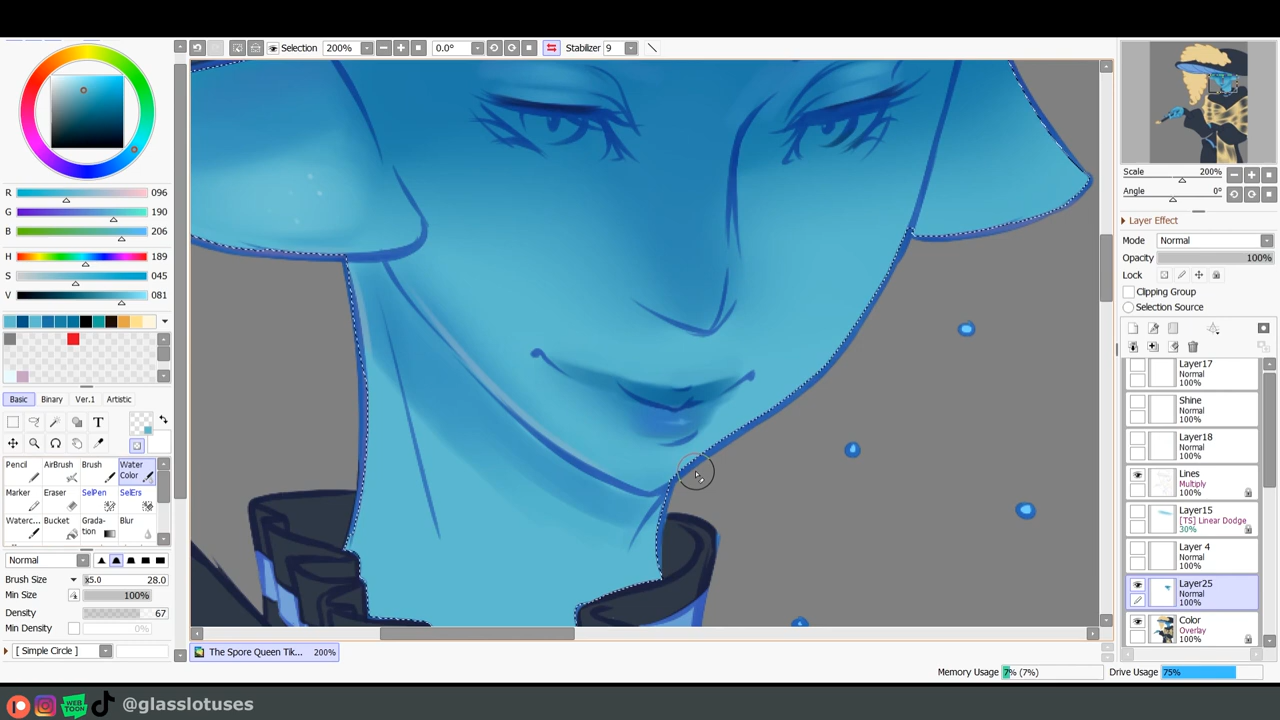 Selection 200% 0.0° Stabilizer 9
R 096
G 190
B 206
H 189
S 045
V 081
Basic Binary Ver.1 Artistic
T
Pencil AirBrush Brush Water Color
Marker Eraser SelPen SelErs
Waterc... Bucket Grada-tion Blur
Normal
Brush Size x5.0 28.0
Min Size 100%
Density 67
Min Density 0%
[ Simple Circle ]
The Spore Queen Tik... 200%
Memory Usage 7% (7%) Drive Usage 75%
Scale 200%
Angle 0°
Layer Effect
Mode Normal
Opacity 100%
Lock
Clipping Group
Selection Source
Layer17
Normal
100%
Shine
Normal
100%
Layer18
Normal
100%
Lines
Multiply
100%
Layer15
[TS] Linear Dodge
30%
Layer 4
Normal
100%
Layer25
Normal
100%
Color
Overlay
100%
WEB TOON @glasslotuses